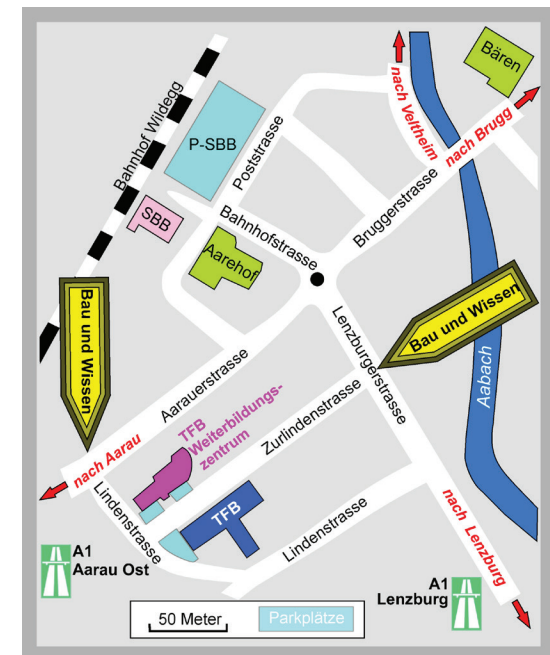 Bären
nach Veltheim
nach Brugg
Bahnhof Wildegg
P-SBB
Poststrasse
SBB
Bahnhofstrasse
Bruggerstrasse
Aarehof
Bau und Wissen
Bau und Wissen
Aabach
Aarauerstrasse
Lenzburgerstrasse
TFB
Weiterbildungs-
zentrum
Zurlindenstrasse
nach Aarau
Lindenstrasse
TFB
Lindenstrasse
nach Lenzburg
A1
Aarau Ost
A1
Lenzburg
50 Meter
Parkplätze